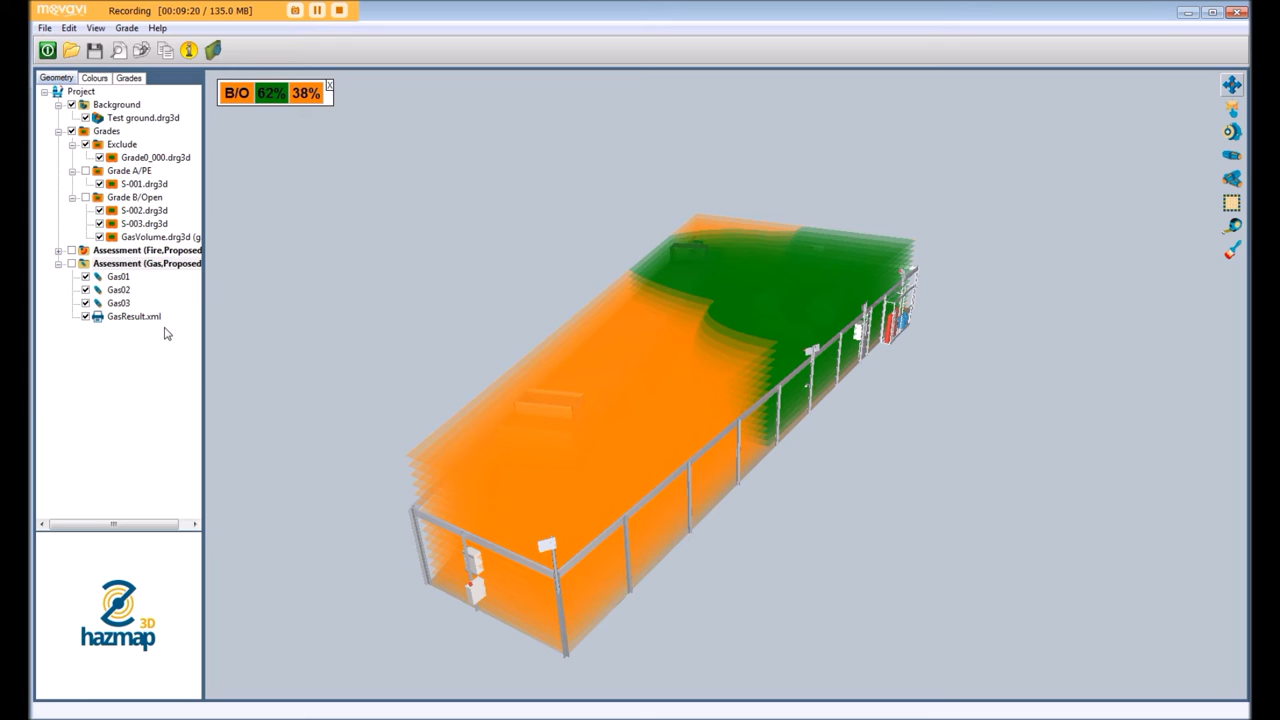 movavi
Recording [00:09:20 / 135.0 MB]
File Edit View Grade Help
Geometry Colours Grades
Project
Background
Test ground.drg3d
Grades
Exclude
Grade0_000.drg3d
Grade A/PE
S-001.drg3d
Grade B/Open
S-002.drg3d
S-003.drg3d
GasVolume.drg3d (g
Assessment (Fire,Proposed
Assessment (Gas,Proposed
Gas01
Gas02
Gas03
GasResult.xml
B/O 62% 38% X
3D
hazmap